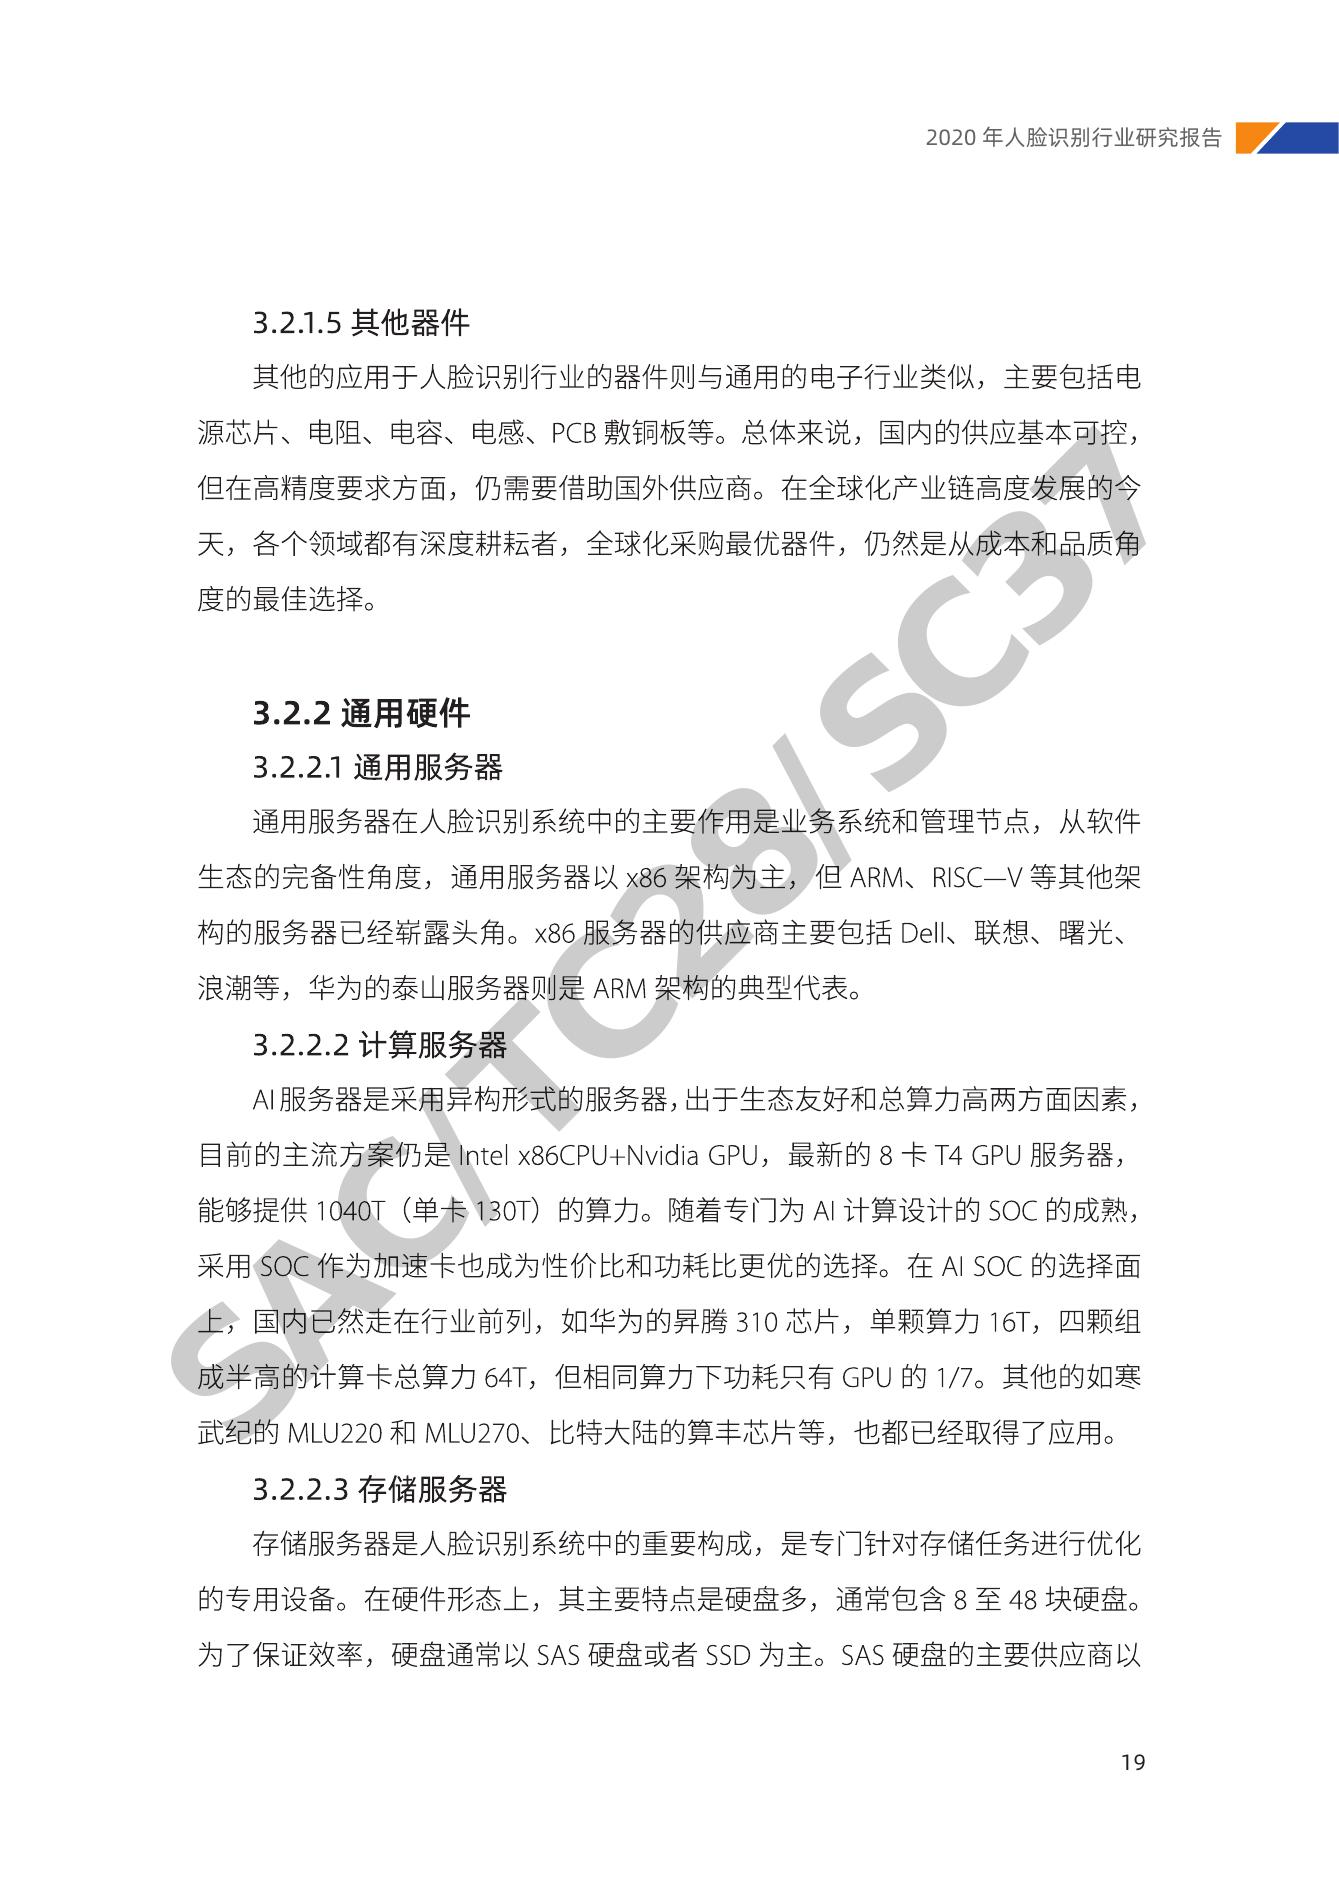 2020 年人脸识别行业研究报告
3.2.1.5 其他器件
其他的应用于人脸识别行业的器件则与通用的电子行业类似，主要包括电
源芯片、电阻、电容、电感、PCB 敷铜板等。总体来说，国内的供应基本可控，
但在高精度要求方面，仍需要借助国外供应商。在全球化产业链高度发展的今
天，各个领域都有深度耕耘者，全球化采购最优器件，仍然是从成本和品质角
度的最佳选择。
3.2.2 通用硬件
3.2.2.1 通用服务器
通用服务器在人脸识别系统中的主要作用是业务系统和管理节点，从软件
生态的完备性角度，通用服务器以 x86 架构为主，但 ARM、RISC—V 等其他架
构的服务器已经崭露头角。x86 服务器的供应商主要包括 Dell、联想、曙光、
浪潮等，华为的泰山服务器则是 ARM 架构的典型代表。
3.2.2.2 计算服务器
AI 服务器是采用异构形式的服务器，出于生态友好和总算力高两方面因素，
目前的主流方案仍是 Intel x86CPU+Nvidia GPU，最新的 8 卡 T4 GPU 服务器，
能够提供 1040T（单卡 130T）的算力。随着专门为 AI 计算设计的 SOC 的成熟，
采用 SOC 作为加速卡也成为性价比和功耗比更优的选择。在 AI SOC 的选择面
上，国内已然走在行业前列，如华为的昇腾 310 芯片，单颗算力 16T，四颗组
成半高的计算卡总算力 64T，但相同算力下功耗只有 GPU 的 1/7。其他的如寒
武纪的 MLU220 和 MLU270、比特大陆的算丰芯片等，也都已经取得了应用。
3.2.2.3 存储服务器
存储服务器是人脸识别系统中的重要构成，是专门针对存储任务进行优化
的专用设备。在硬件形态上，其主要特点是硬盘多，通常包含 8 至 48 块硬盘。
为了保证效率，硬盘通常以 SAS 硬盘或者 SSD 为主。SAS 硬盘的主要供应商以
19
SAC/TC28/SC37